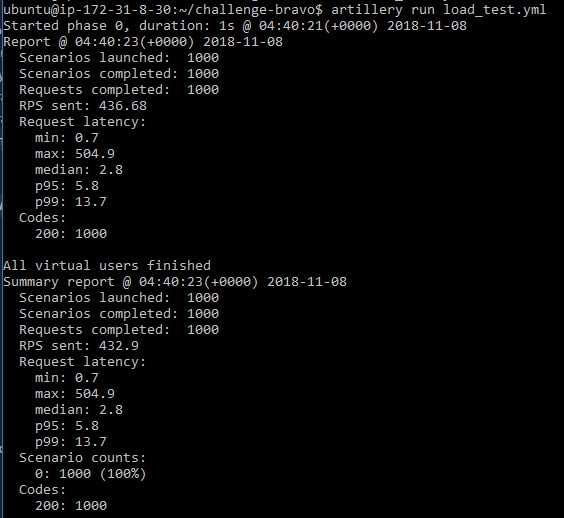 ubuntu@ip-172-31-8-30:~/challenge-bravo$ artillery run load_test.yml
Started phase 0, duration: 1s @ 04:40:21(+0000) 2018-11-08
Report @ 04:40:23(+0000) 2018-11-08
  Scenarios launched:  1000
  Scenarios completed: 1000
  Requests completed:  1000
  RPS sent: 436.68
  Request latency:
    min: 0.7
    max: 504.9
    median: 2.8
    p95: 5.8
    p99: 13.7
  Codes:
    200: 1000

All virtual users finished
Summary report @ 04:40:23(+0000) 2018-11-08
  Scenarios launched:  1000
  Scenarios completed: 1000
  Requests completed:  1000
  RPS sent: 432.9
  Request latency:
    min: 0.7
    max: 504.9
    median: 2.8
    p95: 5.8
    p99: 13.7
  Scenario counts:
    0: 1000 (100%)
  Codes:
    200: 1000